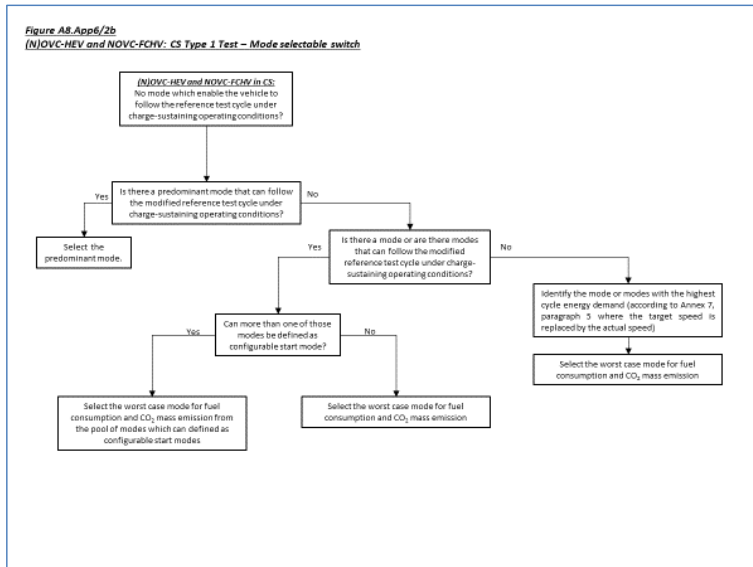 Figure A8.App6/2b
(N)OVC-HEV and NOVC-FCHV: CS Type 1 Test – Mode selectable switch
(N)OVC-HEV and NOVC-FCHV in CS:
No mode which enable the vehicle to
follow the reference test cycle under
charge-sustaining operating conditions?
Yes
Is there a predominant mode that can follow
the modified reference test cycle under
charge-sustaining operating conditions?
No
Select the
predominant mode.
Yes
Is there a mode or are there modes
that can follow the modified
reference test cycle under charge-
sustaining operating conditions?
No
Identify the mode or modes with the highest
cycle energy demand (according to Annex 7,
paragraph 5 where the target speed is
replaced by the actual speed)
Yes
Can more than one of those
modes be defined as
configurable start mode?
No
Select the worst case mode for fuel
consumption and CO₂ mass emission
Select the worst case mode for fuel
consumption and CO₂ mass emission from
the pool of modes which can defined as
configurable start modes
Select the worst case mode for fuel
consumption and CO₂ mass emission